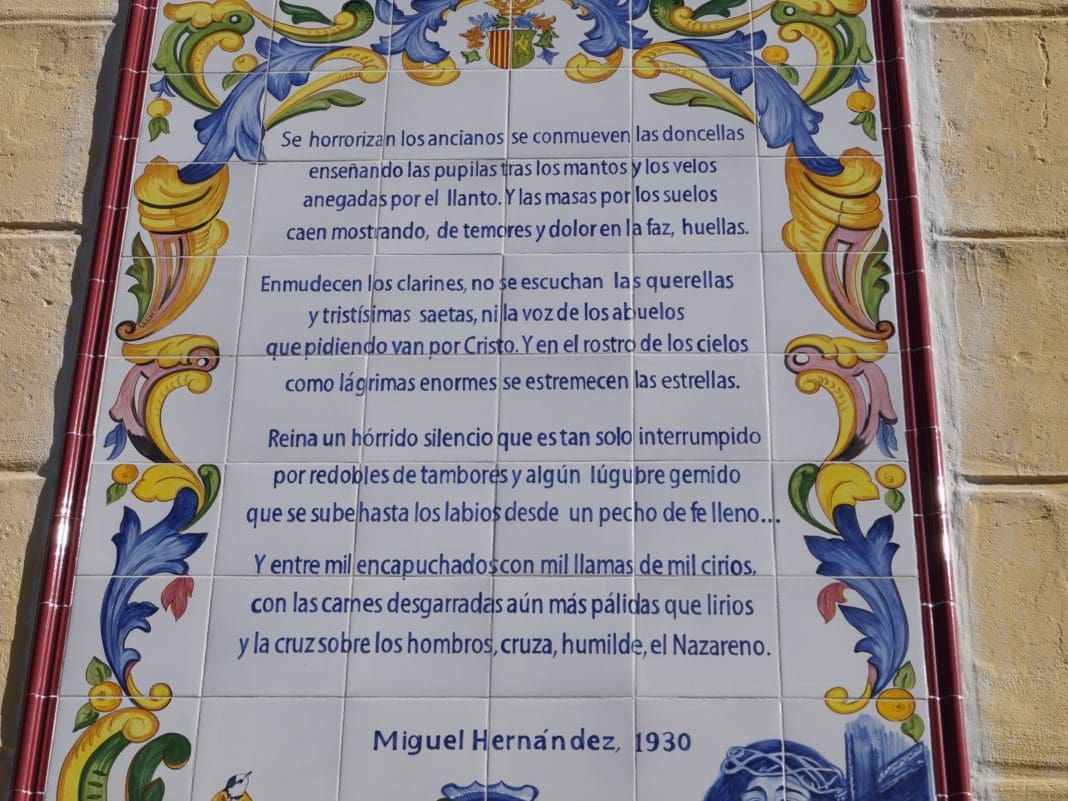 Se horrorizan los ancianos se conmueven las doncellas
enseñando las pupilas tras los mantos y los velos
anegadas por el llanto. Y las masas por los suelos
caen mostrando, de temores y dolor en la faz, huellas.
Enmudecen los clarines, no se escuchan las querellas
y tristísimas saetas, ni la voz de los abuelos
que pidiendo van por Cristo. Y en el rostro de los cielos
como lágrimas enormes se estremecen las estrellas.
Reina un hórrido silencio que es tan solo interrumpido
por redobles de tambores y algún lúgubre gemido
que se sube hasta los labios desde un pecho de fe lleno...
Y entre mil encapuchados con mil llamas de mil cirios,
con las carnes desgarradas aún más pálidas que lirios
y la cruz sobre los hombros, cruza, humilde, el Nazareno.
Miguel Hernández, 1930